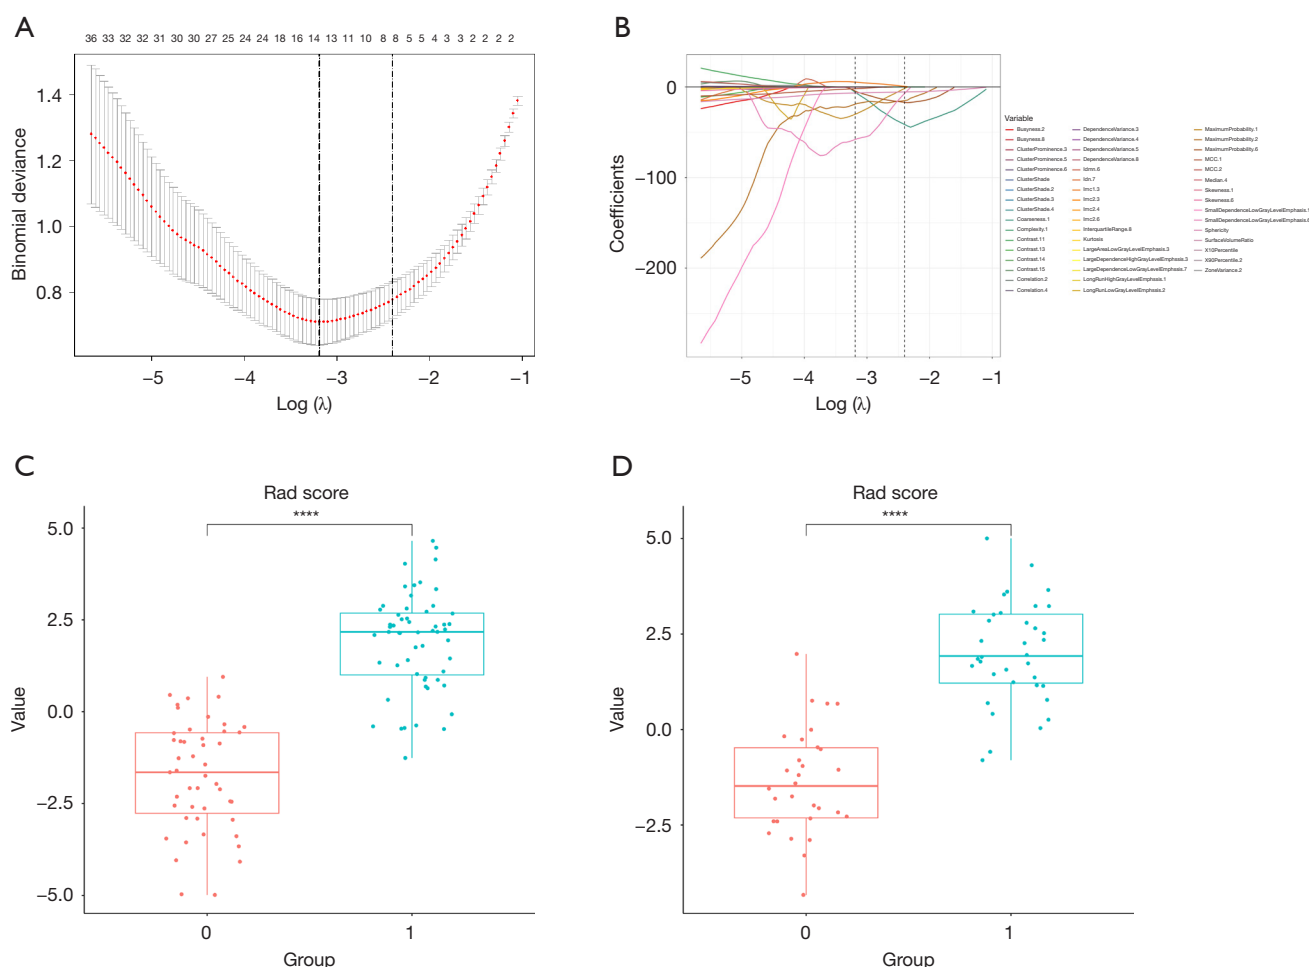 A
36 33 32 32 31 30 30 27 25 24 24 18 16 14 13 11 10 8 8 5 5 4 3 3 2 2 2 2
1.4
1.2
1.0
0.8
Binomial deviance
−5 −4 −3 −2 −1
Log (λ)
B
0
−100
−200
Coefficients
−5 −4 −3 −2 −1
Log (λ)
Variable
Busyness.2
Busyness.8
ClusterProminence.3
ClusterProminence.5
ClusterProminence.6
ClusterShade
ClusterShade.2
ClusterShade.3
ClusterShade.4
Coarseness.1
Complexity.1
Contrast.11
Contrast.13
Contrast.14
Contrast.15
Correlation.2
Correlation.4
DependenceVariance.3
DependenceVariance.4
DependenceVariance.5
DependenceVariance.8
Idmn.6
Idn.7
Imc1.3
Imc2.3
Imc2.4
Imc2.6
InterquartileRange.8
Kurtosis
LargeAreaLowGrayLevelEmphasis.3
LargeDependenceHighGrayLevelEmphasis.3
LargeDependenceLowGrayLevelEmphasis.7
LongRunHighGrayLevelEmphasis.1
LongRunLowGrayLevelEmphasis.2
MaximumProbability.1
MaximumProbability.2
MaximumProbability.6
MCC.1
MCC.2
Median.4
Skewness.1
Skewness.6
SmallDependenceLowGrayLevelEmphasis
SmallDependenceLowGrayLevelEmphasis
Sphericity
SurfaceVolumeRatio
X10Percentile
X90Percentile.2
ZoneVariance.2
C
Rad score
****
5.0
2.5
0.0
−2.5
−5.0
Value
0 1
Group
D
Rad score
****
5.0
2.5
0.0
−2.5
Value
0 1
Group